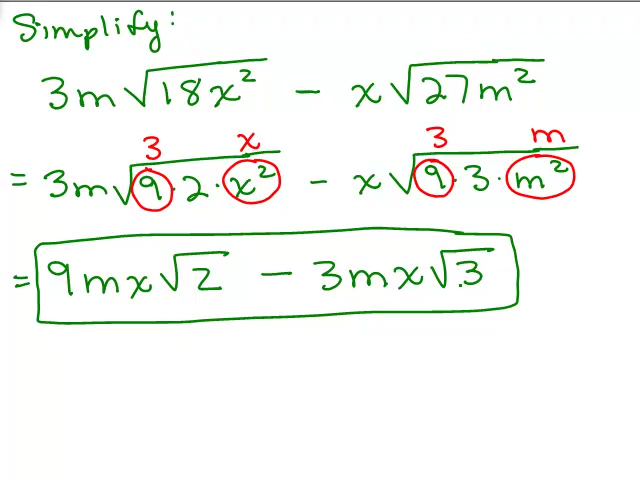 Simplify:
3m√18x² − x√27m²
3 x 3 m
= 3m√9·2·x² − x√9·3·m²
= 9mx√2 − 3mx√3